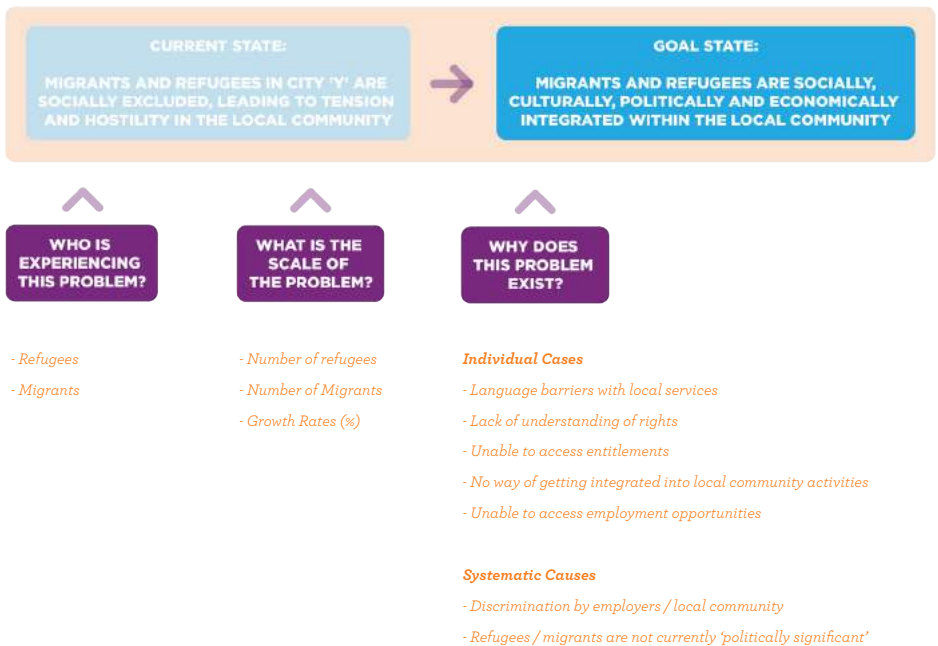 CURRENT STATE:
MIGRANTS AND REFUGEES IN CITY 'Y' ARE
SOCIALLY EXCLUDED, LEADING TO TENSION
AND HOSTILITY IN THE LOCAL COMMUNITY
GOAL STATE:
MIGRANTS AND REFUGEES ARE SOCIALLY,
CULTURALLY, POLITICALLY AND ECONOMICALLY
INTEGRATED WITHIN THE LOCAL COMMUNITY
WHO IS
EXPERIENCING
THIS PROBLEM?
- Refugees
- Migrants
WHAT IS THE
SCALE OF
THE PROBLEM?
- Number of refugees
- Number of Migrants
- Growth Rates (%)
WHY DOES
THIS PROBLEM
EXIST?
Individual Cases
- Language barriers with local services
- Lack of understanding of rights
- Unable to access entitlements
- No way of getting integrated into local community activities
- Unable to access employment opportunities
Systematic Causes
- Discrimination by employers / local community
- Refugees / migrants are not currently ‘politically significant’